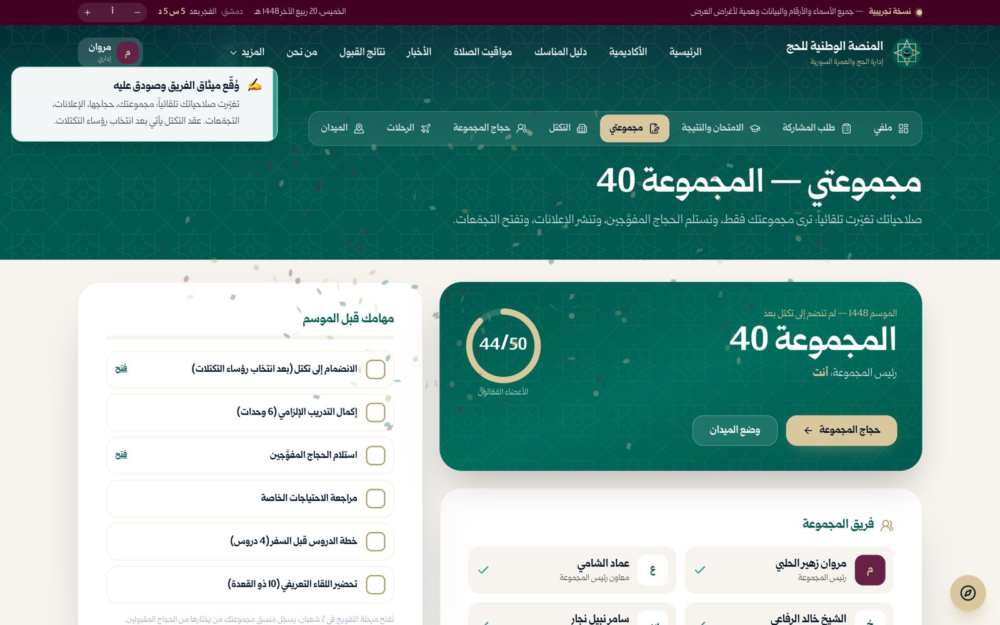 نسخة تجريبية — جميع الأسماء والأرقام والبيانات وهمية لأغراض العرض
الخميس، 20 ربيع الآخر 1448 هـ
دمشق: الفجر بعد 5 س 5 د
− أ +
المنصة الوطنية للحج
إدارة الحج والعمرة السورية
الرئيسية
الأكاديمية
دليل المناسك
مواقيت الصلاة
الأخبار
نتائج القبول
من نحن
المزيد
م
مروان
إداري
✍️ وُقّع ميثاق الفريق وصودق عليه
تغيّرت صلاحياتك تلقائياً: مجموعتك، حجاجها، الإعلانات،
التجمّعات. عقد التكتل يأتي بعد انتخاب رؤساء التكتلات.
ملفي
طلب المشاركة
الامتحان والنتيجة
مجموعتي
التكتل
حجاج المجموعة
الرحلات
الميدان
مجموعتي — المجموعة 40
صلاحياتك تغيّرت تلقائياً: ترى مجموعتك فقط، وتستلم الحجاج المفوَّجين، وتنشر الإعلانات، وتفتح التجمّعات.
الموسم 1448 — لم تنضم إلى تكتل بعد
المجموعة 40
رئيس المجموعة: أنت
44/50
الأعضاء الفعّالون
حجاج المجموعة ←
وضع الميدان
فريق المجموعة
م
مروان زهير الحلبي
رئيس المجموعة
ع
عماد الشامي
معاون رئيس المجموعة
خ
الشيخ خالد الرفاعي
س
سامر نبيل نجار
مهامك قبل الموسم
الانضمام إلى تكتل (بعد انتخاب رؤساء التكتلات)
فتح
إكمال التدريب الإلزامي (6 وحدات)
استلام الحجاج المفوَّجين
فتح
مراجعة الاحتياجات الخاصة
خطة الدروس قبل السفر (4 دروس)
تحضير اللقاء التعريفي (10 ذو القعدة)
تُفتح مرحلة التفويج في 2 شعبان: يسجّل منسق مجموعتك من يختارها من الحجاج المقبولين.